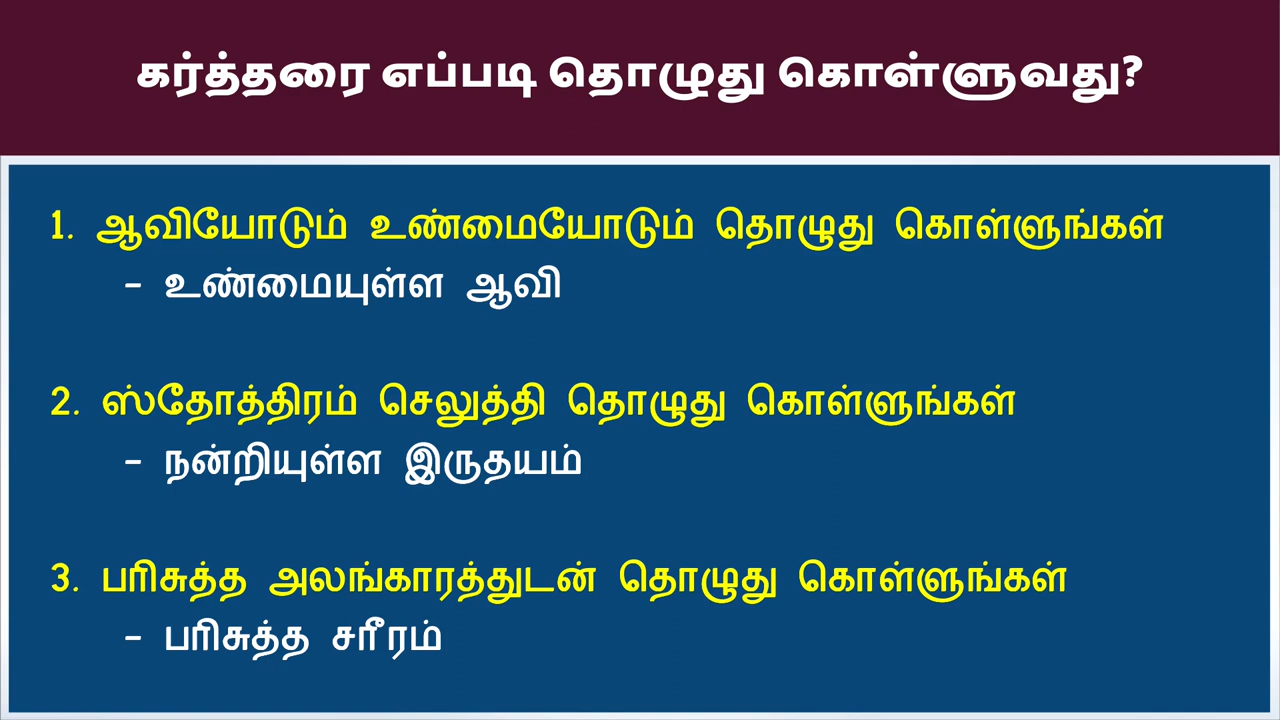 கர்த்தரை எப்படி தொழுது கொள்ளுவது?
1. ஆவியோடும் உண்மையோடும் தொழுது கொள்ளுங்கள்
- உண்மையுள்ள ஆவி
2. ஸ்தோத்திரம் செலுத்தி தொழுது கொள்ளுங்கள்
- நன்றியுள்ள இருதயம்
3. பரிசுத்த அலங்காரத்துடன் தொழுது கொள்ளுங்கள்
- பரிசுத்த சரீரம்